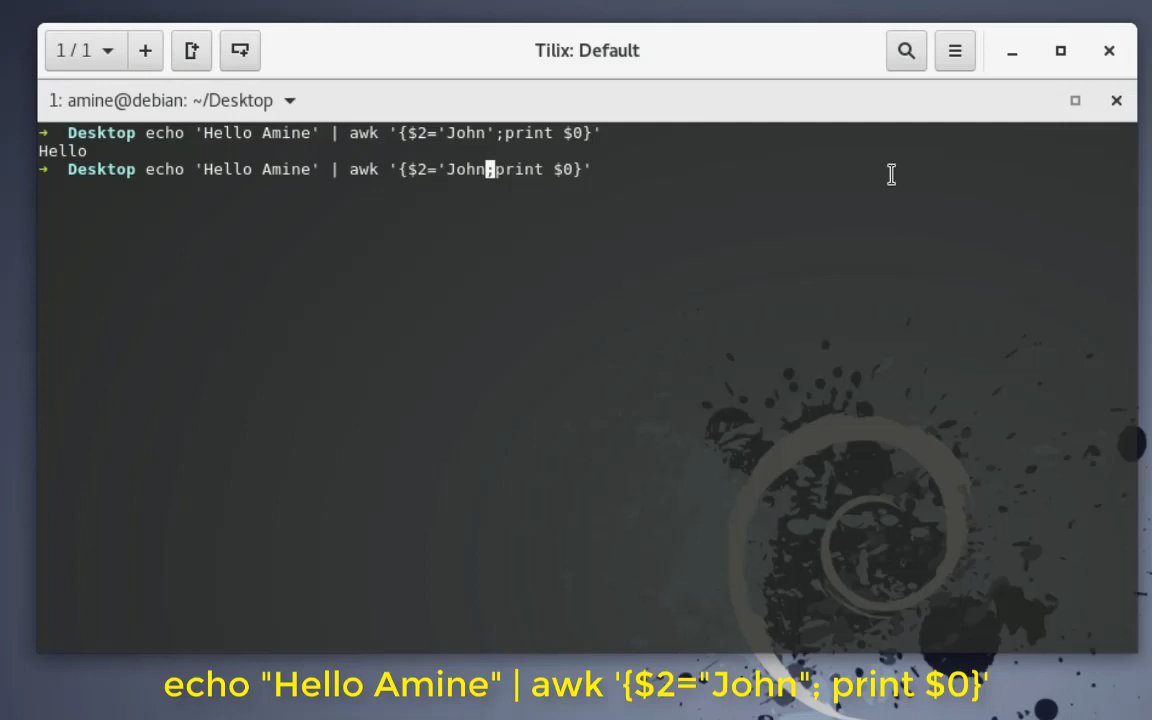 1 / 1
Tilix: Default
1: amine@debian: ~/Desktop
➜ Desktop echo 'Hello Amine' | awk '{$2='John';print $0}'
Hello
➜ Desktop echo 'Hello Amine' | awk '{$2='John;print $0}'
echo "Hello Amine" | awk '{$2="John"; print $0}'